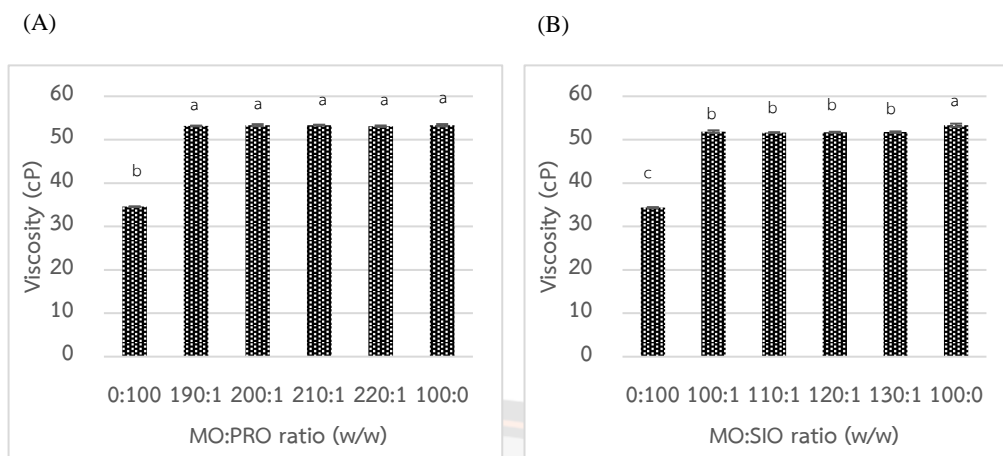 (A)
60
50
40
30
20
10
0
Viscosity (cP)
b
a
a
a
a
a
0:100 190:1 200:1 210:1 220:1 100:0
MO:PRO ratio (w/w)
(B)
60
50
40
30
20
10
0
Viscosity (cP)
c
b
b
b
b
a
0:100 100:1 110:1 120:1 130:1 100:0
MO:SIO ratio (w/w)